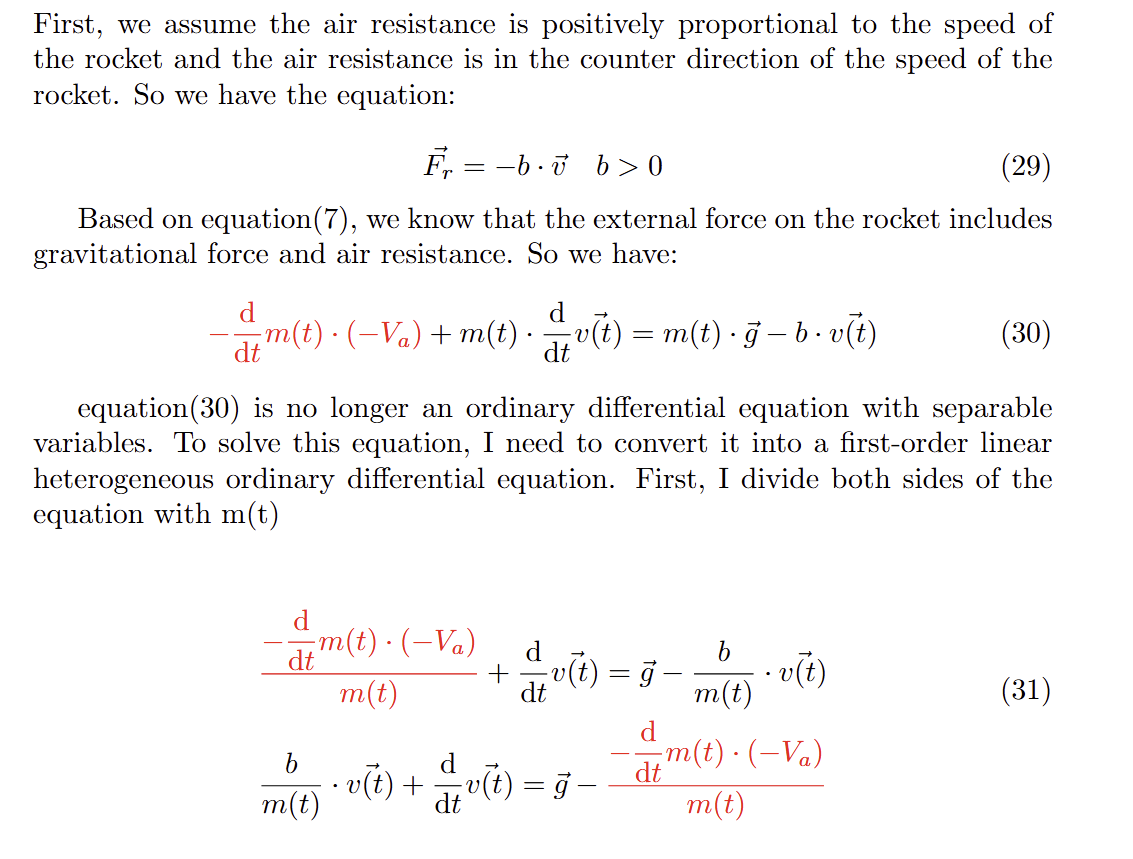 First, we assume the air resistance is positively proportional to the speed of
the rocket and the air resistance is in the counter direction of the speed of the
rocket. So we have the equation:
$\vec{F_r} = -b \cdot \vec{v} \quad b > 0$ (29)
Based on equation(7), we know that the external force on the rocket includes
gravitational force and air resistance. So we have:
$-\frac{\mathrm{d}}{\mathrm{d}t}m(t) \cdot (-V_a) + m(t) \cdot \frac{\mathrm{d}}{\mathrm{d}t}\vec{v(t)} = m(t) \cdot \vec{g} - b \cdot \vec{v(t)}$ (30)
equation(30) is no longer an ordinary differential equation with separable
variables. To solve this equation, I need to convert it into a first-order linear
heterogeneous ordinary differential equation. First, I divide both sides of the
equation with m(t)
$\frac{-\frac{\mathrm{d}}{\mathrm{d}t}m(t) \cdot (-V_a)}{m(t)} + \frac{\mathrm{d}}{\mathrm{d}t}\vec{v(t)} = \vec{g} - \frac{b}{m(t)} \cdot \vec{v(t)}$ (31)
$\frac{b}{m(t)} \cdot \vec{v(t)} + \frac{\mathrm{d}}{\mathrm{d}t}\vec{v(t)} = \vec{g} - \frac{-\frac{\mathrm{d}}{\mathrm{d}t}m(t) \cdot (-V_a)}{m(t)}$